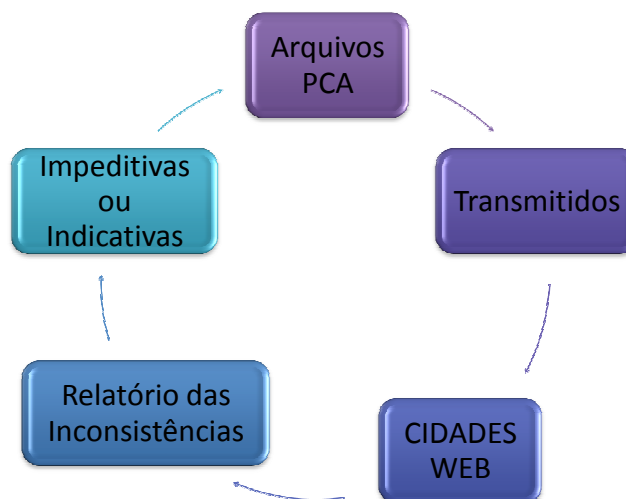 Arquivos
PCA
Transmitidos
CIDADES
WEB
Relatório das
Inconsistências
Impeditivas
ou
Indicativas